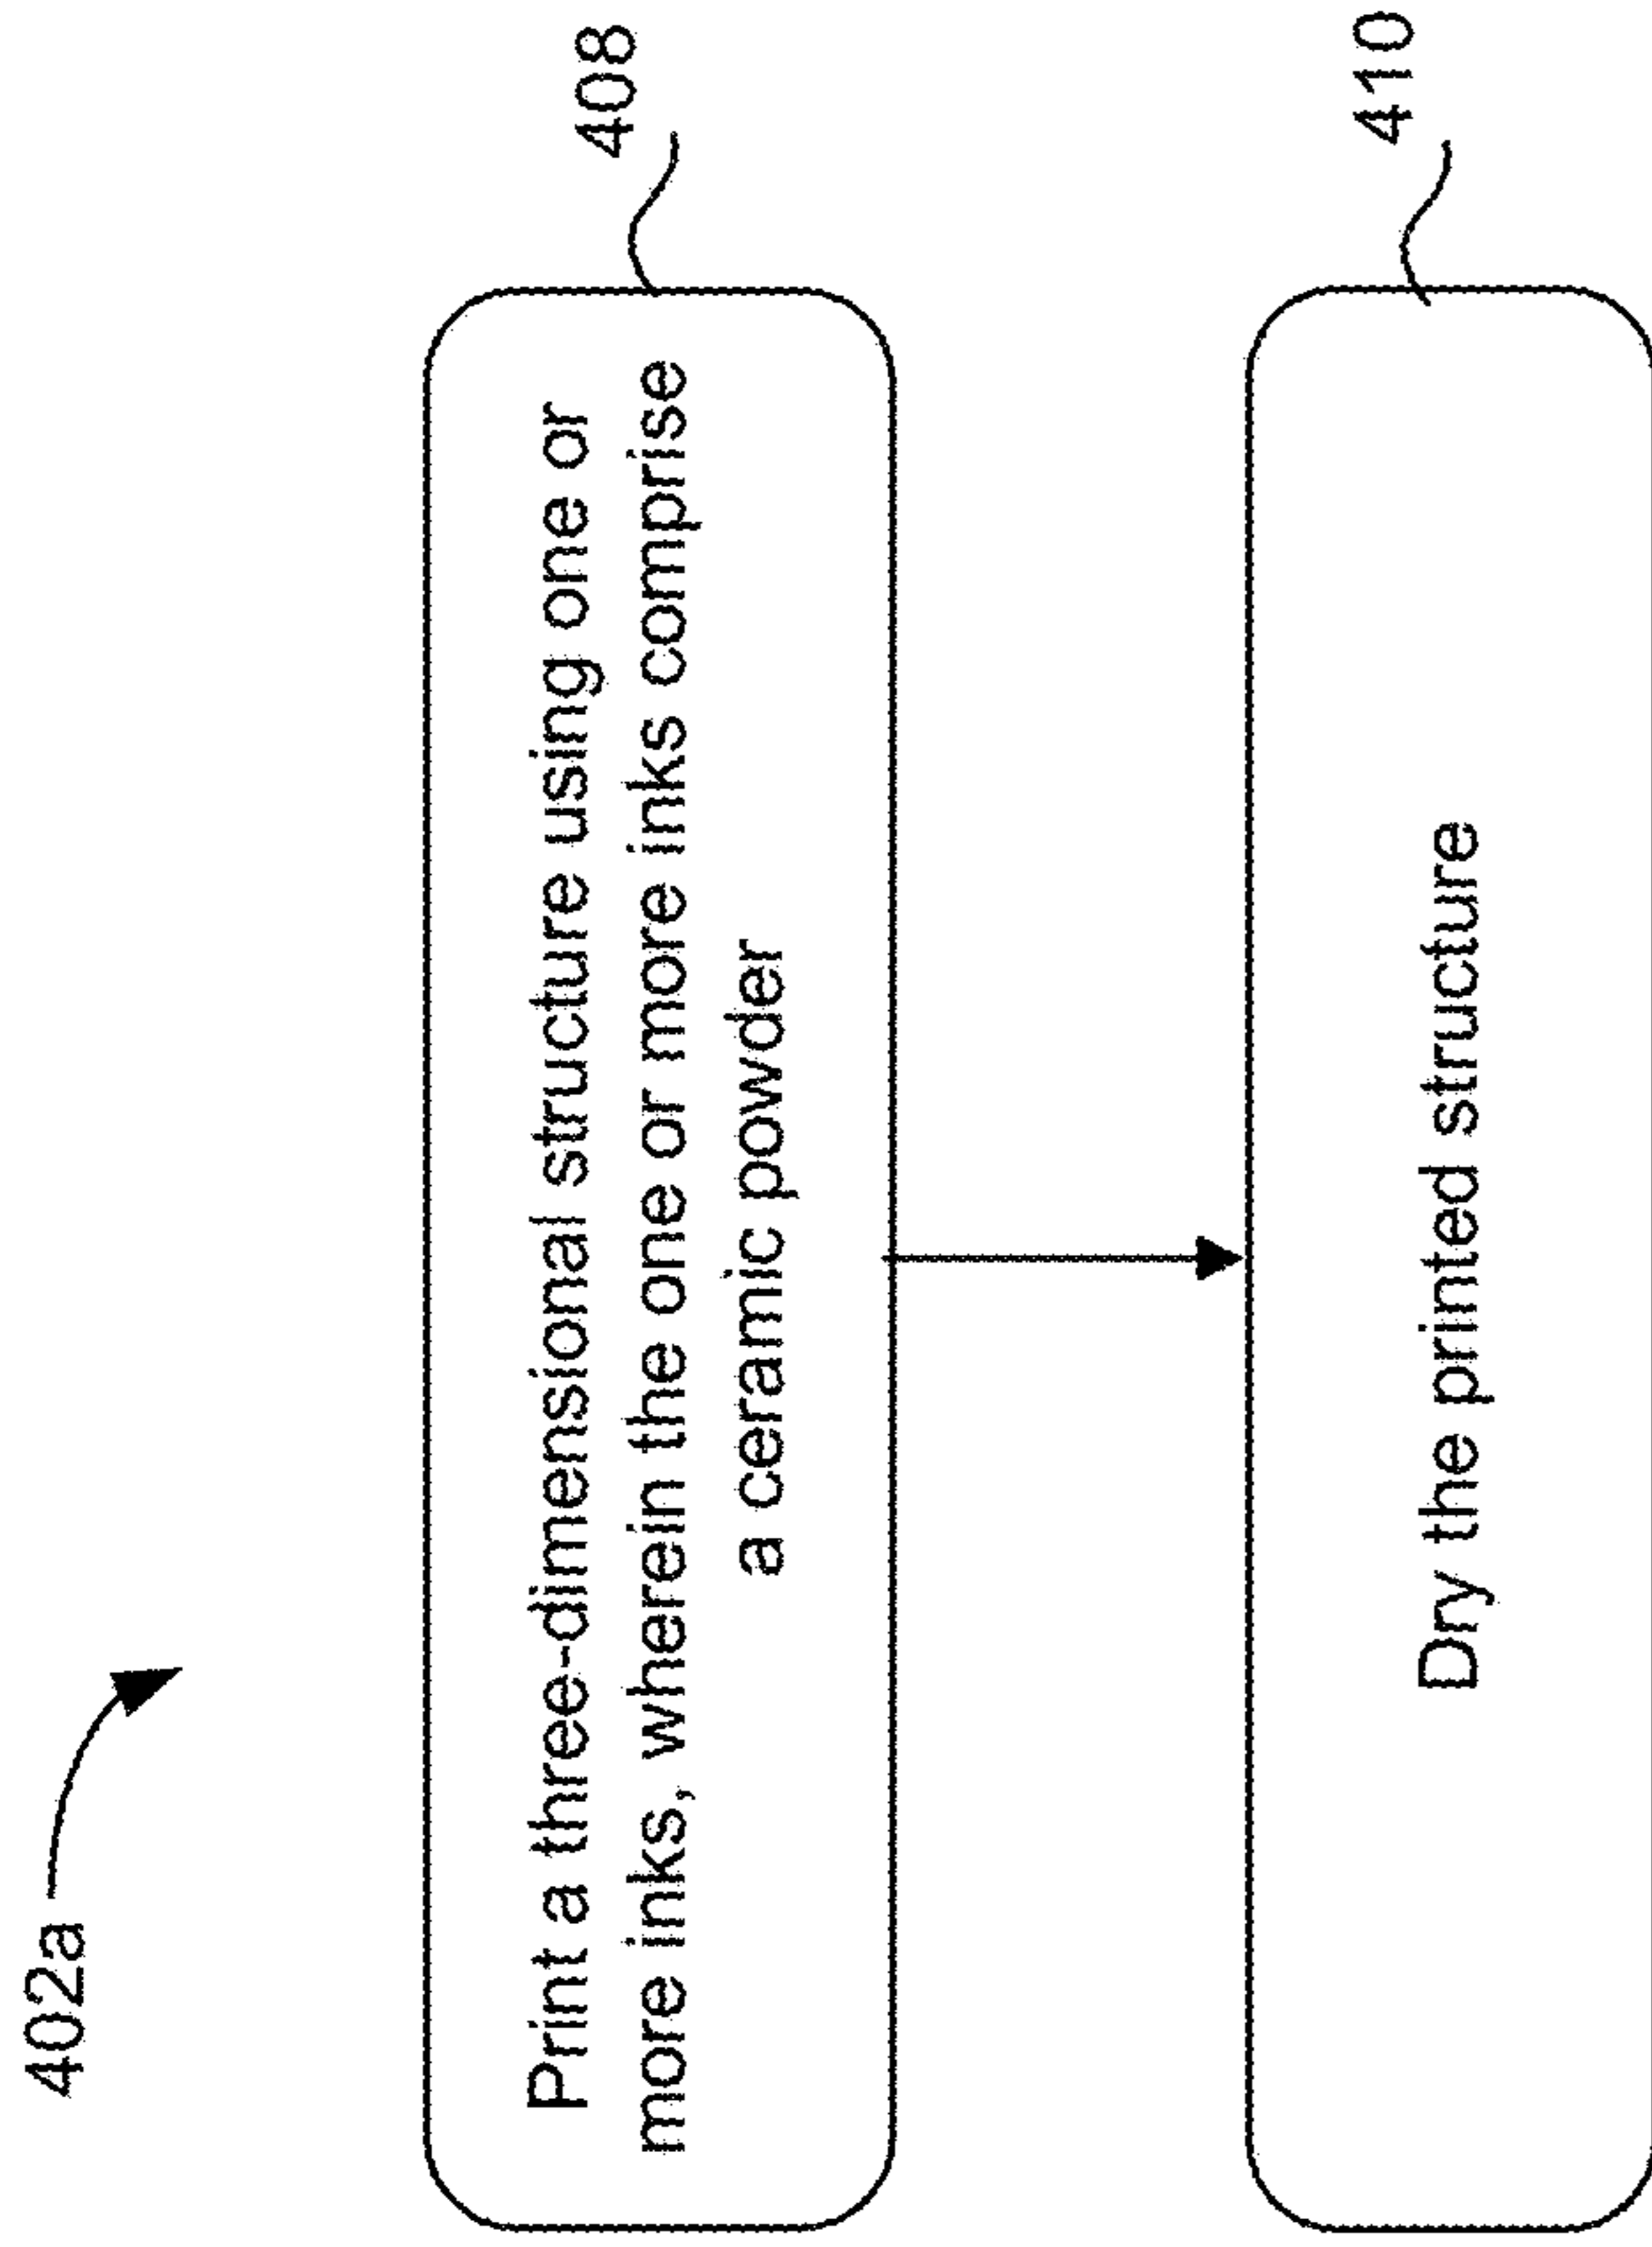 402a
408
Print a three-dimensional structure using one or
more inks, wherein the one or more inks comprise
a ceramic powder
410
Dry the printed structure